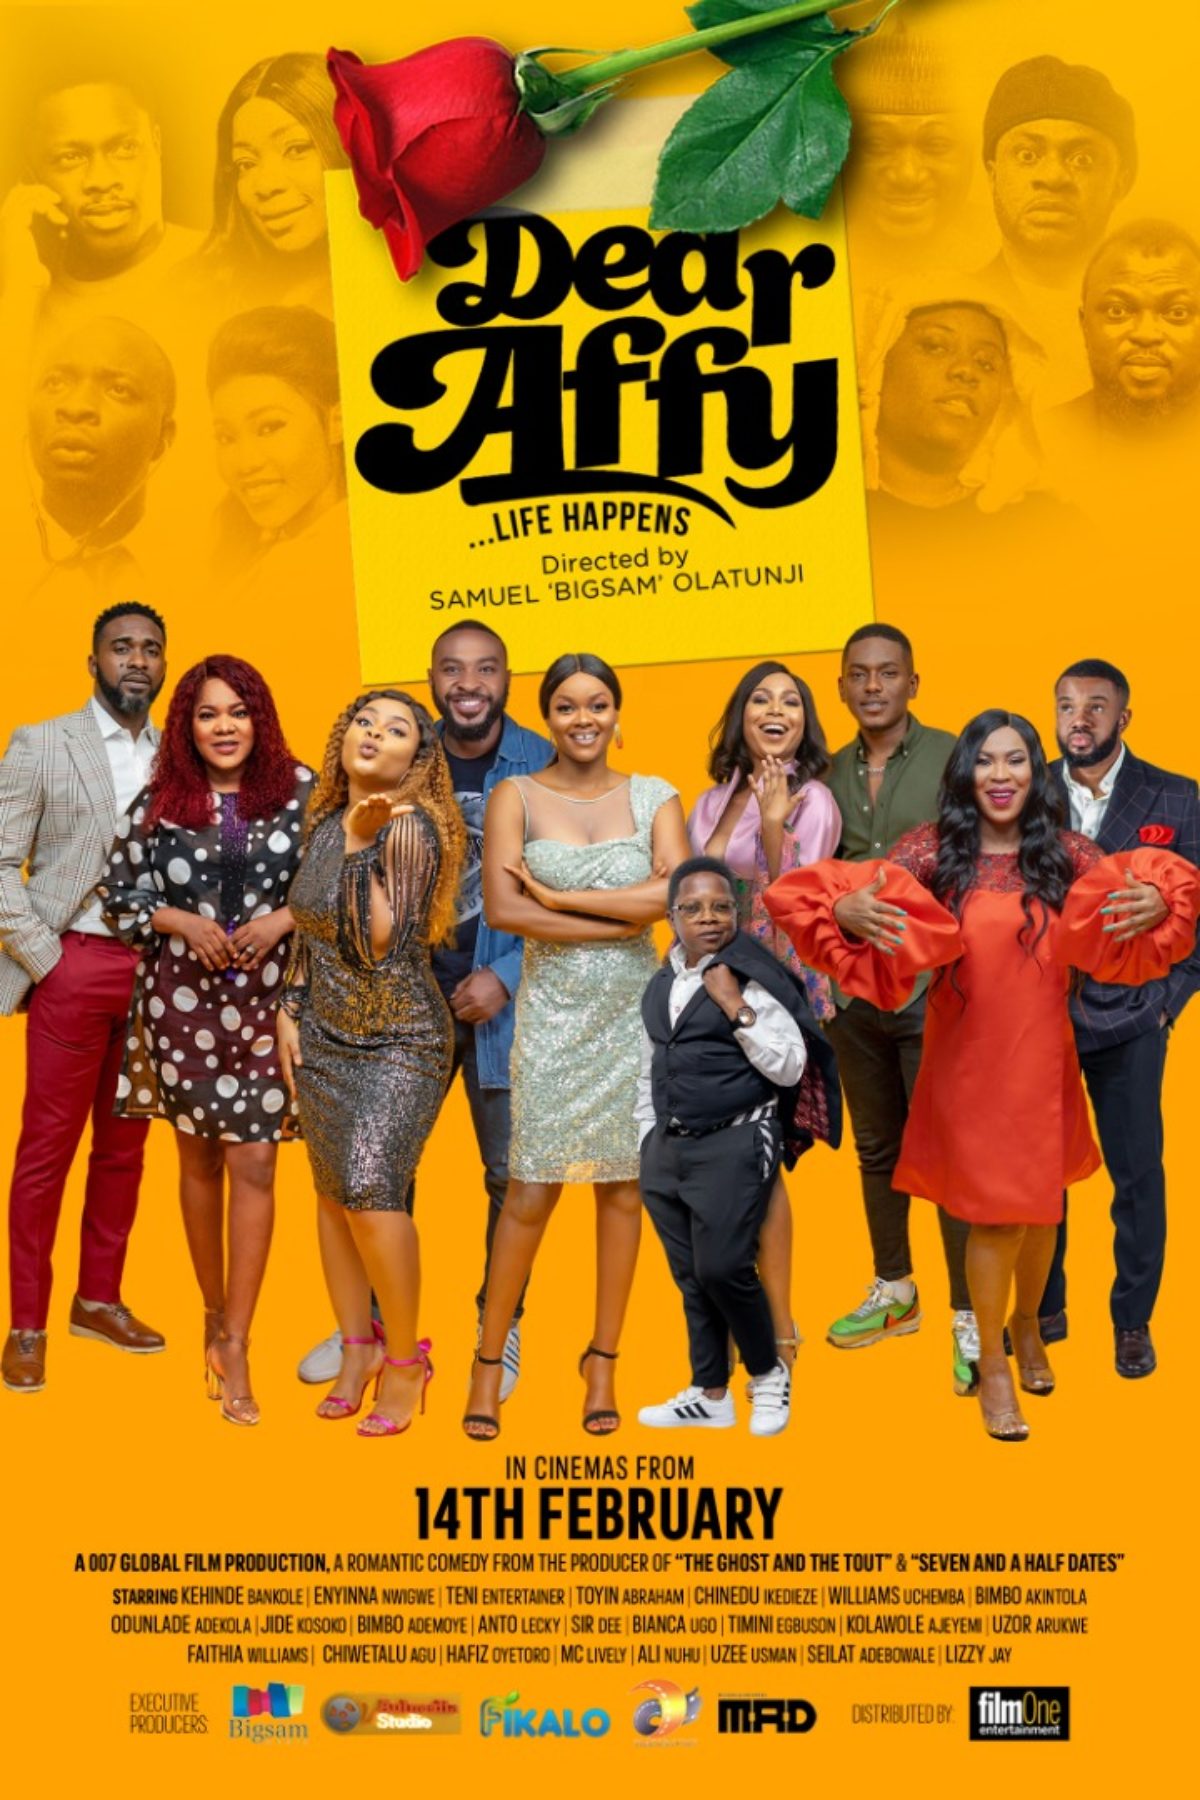 Dear
Affy
...LIFE HAPPENS
Directed by
SAMUEL ‘BIGSAM’ OLATUNJI
IN CINEMAS FROM
14TH FEBRUARY
A 007 GLOBAL FILM PRODUCTION, A ROMANTIC COMEDY FROM THE PRODUCER OF “THE GHOST AND THE TOUT” & “SEVEN AND A HALF DATES”
STARRING KEHINDE BANKOLE | ENYINNA NWIGWE | TENI ENTERTAINER | TOYIN ABRAHAM | CHINEDU IKEDIEZE | WILLIAMS UCHEMBA | BIMBO AKINTOLA
ODUNLADE ADEKOLA | JIDE KOSOKO | BIMBO ADEMOYE | ANTO LECKY | SIR DEE | BIANCA UGO | TIMINI EGBUSON | KOLAWOLE AJEYEMI | UZOR ARUKWE
FAITHIA WILLIAMS | CHIWETALU AGU | HAFIZ OYETORO | MC LIVELY | ALI NUHU | UZEE USMAN | SEILAT ADEBOWALE | LIZZY JAY
EXECUTIVE
PRODUCERS:
Bigsam
Studio
FIKALO
MAD
DISTRIBUTED BY:
filmOne
entertainment